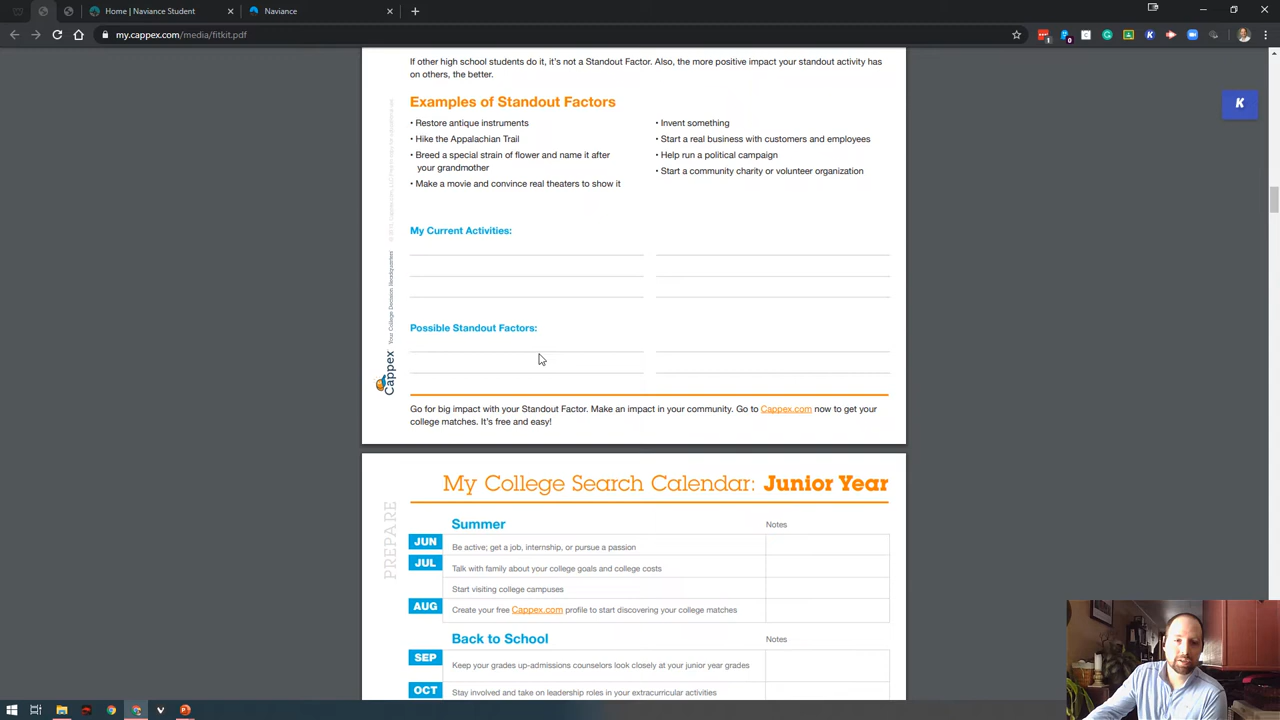 Home | Naviance Student
Naviance
my.cappex.com/media/fitkit.pdf
K
If other high school students do it, it's not a Standout Factor. Also, the more positive impact your standout activity has
on others, the better.
Examples of Standout Factors
• Restore antique instruments
• Hike the Appalachian Trail
• Breed a special strain of flower and name it after
your grandmother
• Make a movie and convince real theaters to show it
• Invent something
• Start a real business with customers and employees
• Help run a political campaign
• Start a community charity or volunteer organization
My Current Activities:
Possible Standout Factors:
Cappex
Your College Decision Headquarters
Go for big impact with your Standout Factor. Make an impact in your community. Go to Cappex.com now to get your
college matches. It's free and easy!
My College Search Calendar: Junior Year
PREPARE
Summer Notes
JUN Be active; get a job, internship, or pursue a passion
JUL Talk with family about your college goals and college costs
Start visiting college campuses
AUG Create your free Cappex.com profile to start discovering your college matches
Back to School Notes
SEP Keep your grades up-admissions counselors look closely at your junior year grades
OCT Stay involved and take on leadership roles in your extracurricular activities